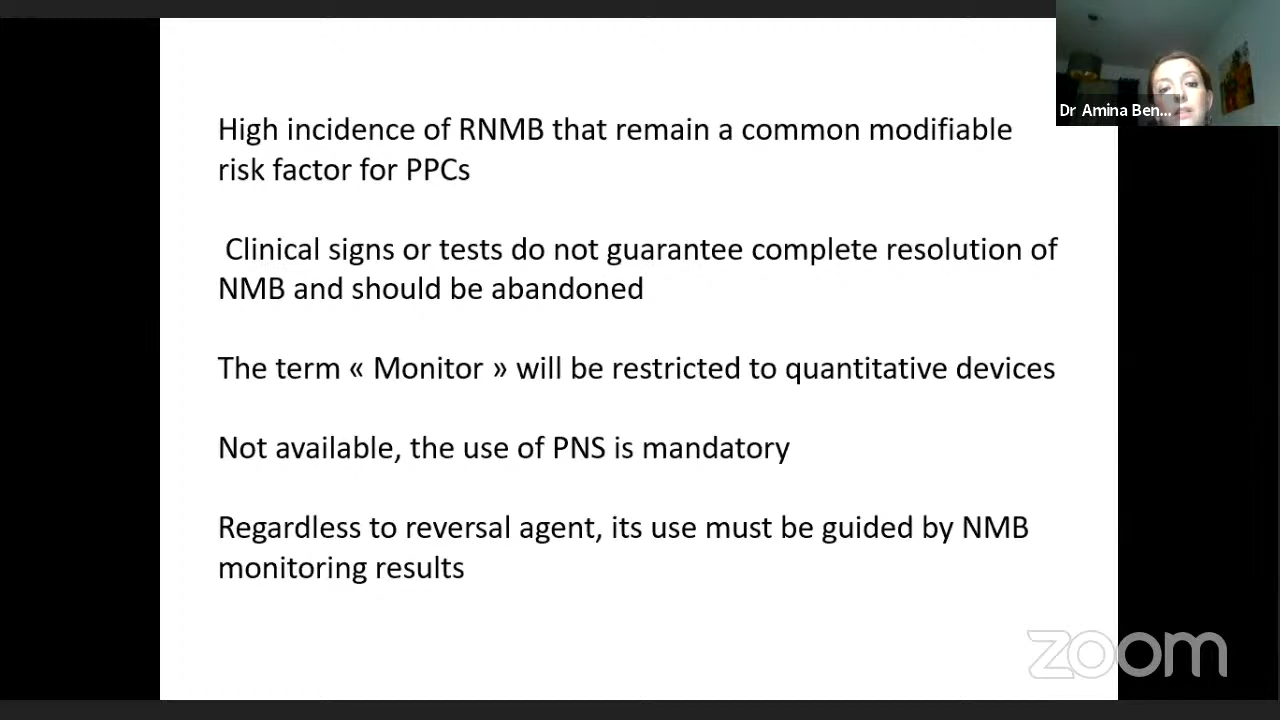 Dr Amina Ben...
High incidence of RNMB that remain a common modifiable
risk factor for PPCs
Clinical signs or tests do not guarantee complete resolution of
NMB and should be abandoned
The term « Monitor » will be restricted to quantitative devices
Not available, the use of PNS is mandatory
Regardless to reversal agent, its use must be guided by NMB
monitoring results
zoom